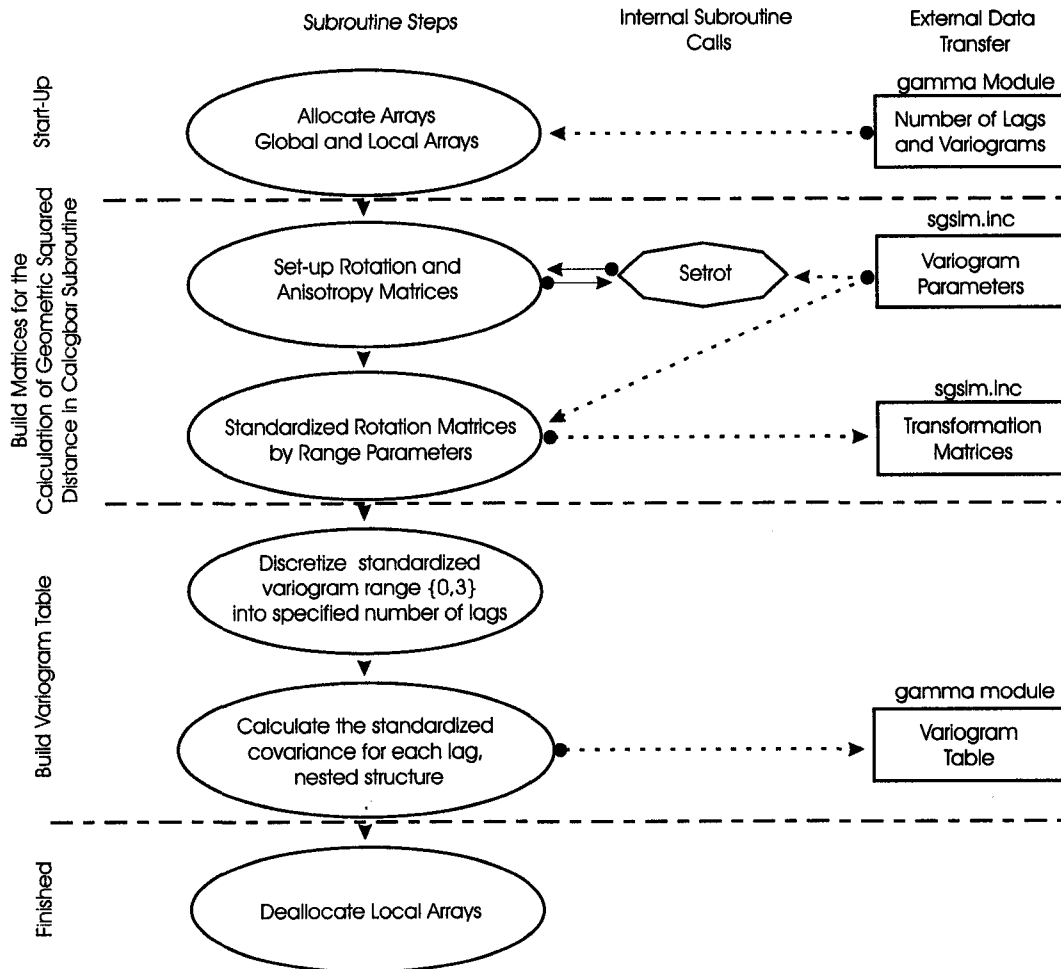 Subroutine Steps
Internal Subroutine
Calls
External Data
Transfer
Start-Up
Allocate Arrays
Global and Local Arrays
gamma Module
Number of Lags
and Variograms
Build Matrices for the
Calculation of Geometric Squared
Distance in Calcgbar Subroutine
Set-up Rotation and
Anisotropy Matrices
Setrot
sgsim.inc
Variogram
Parameters
Standardized Rotation Matrices
by Range Parameters
sgsim.inc
Transformation
Matrices
Build Variogram Table
Discretize standardized
variogram range {0,3}
into specified number of lags
Calculate the standardized
covariance for each lag,
nested structure
gamma module
Variogram
Table
Finished
Deallocate Local Arrays